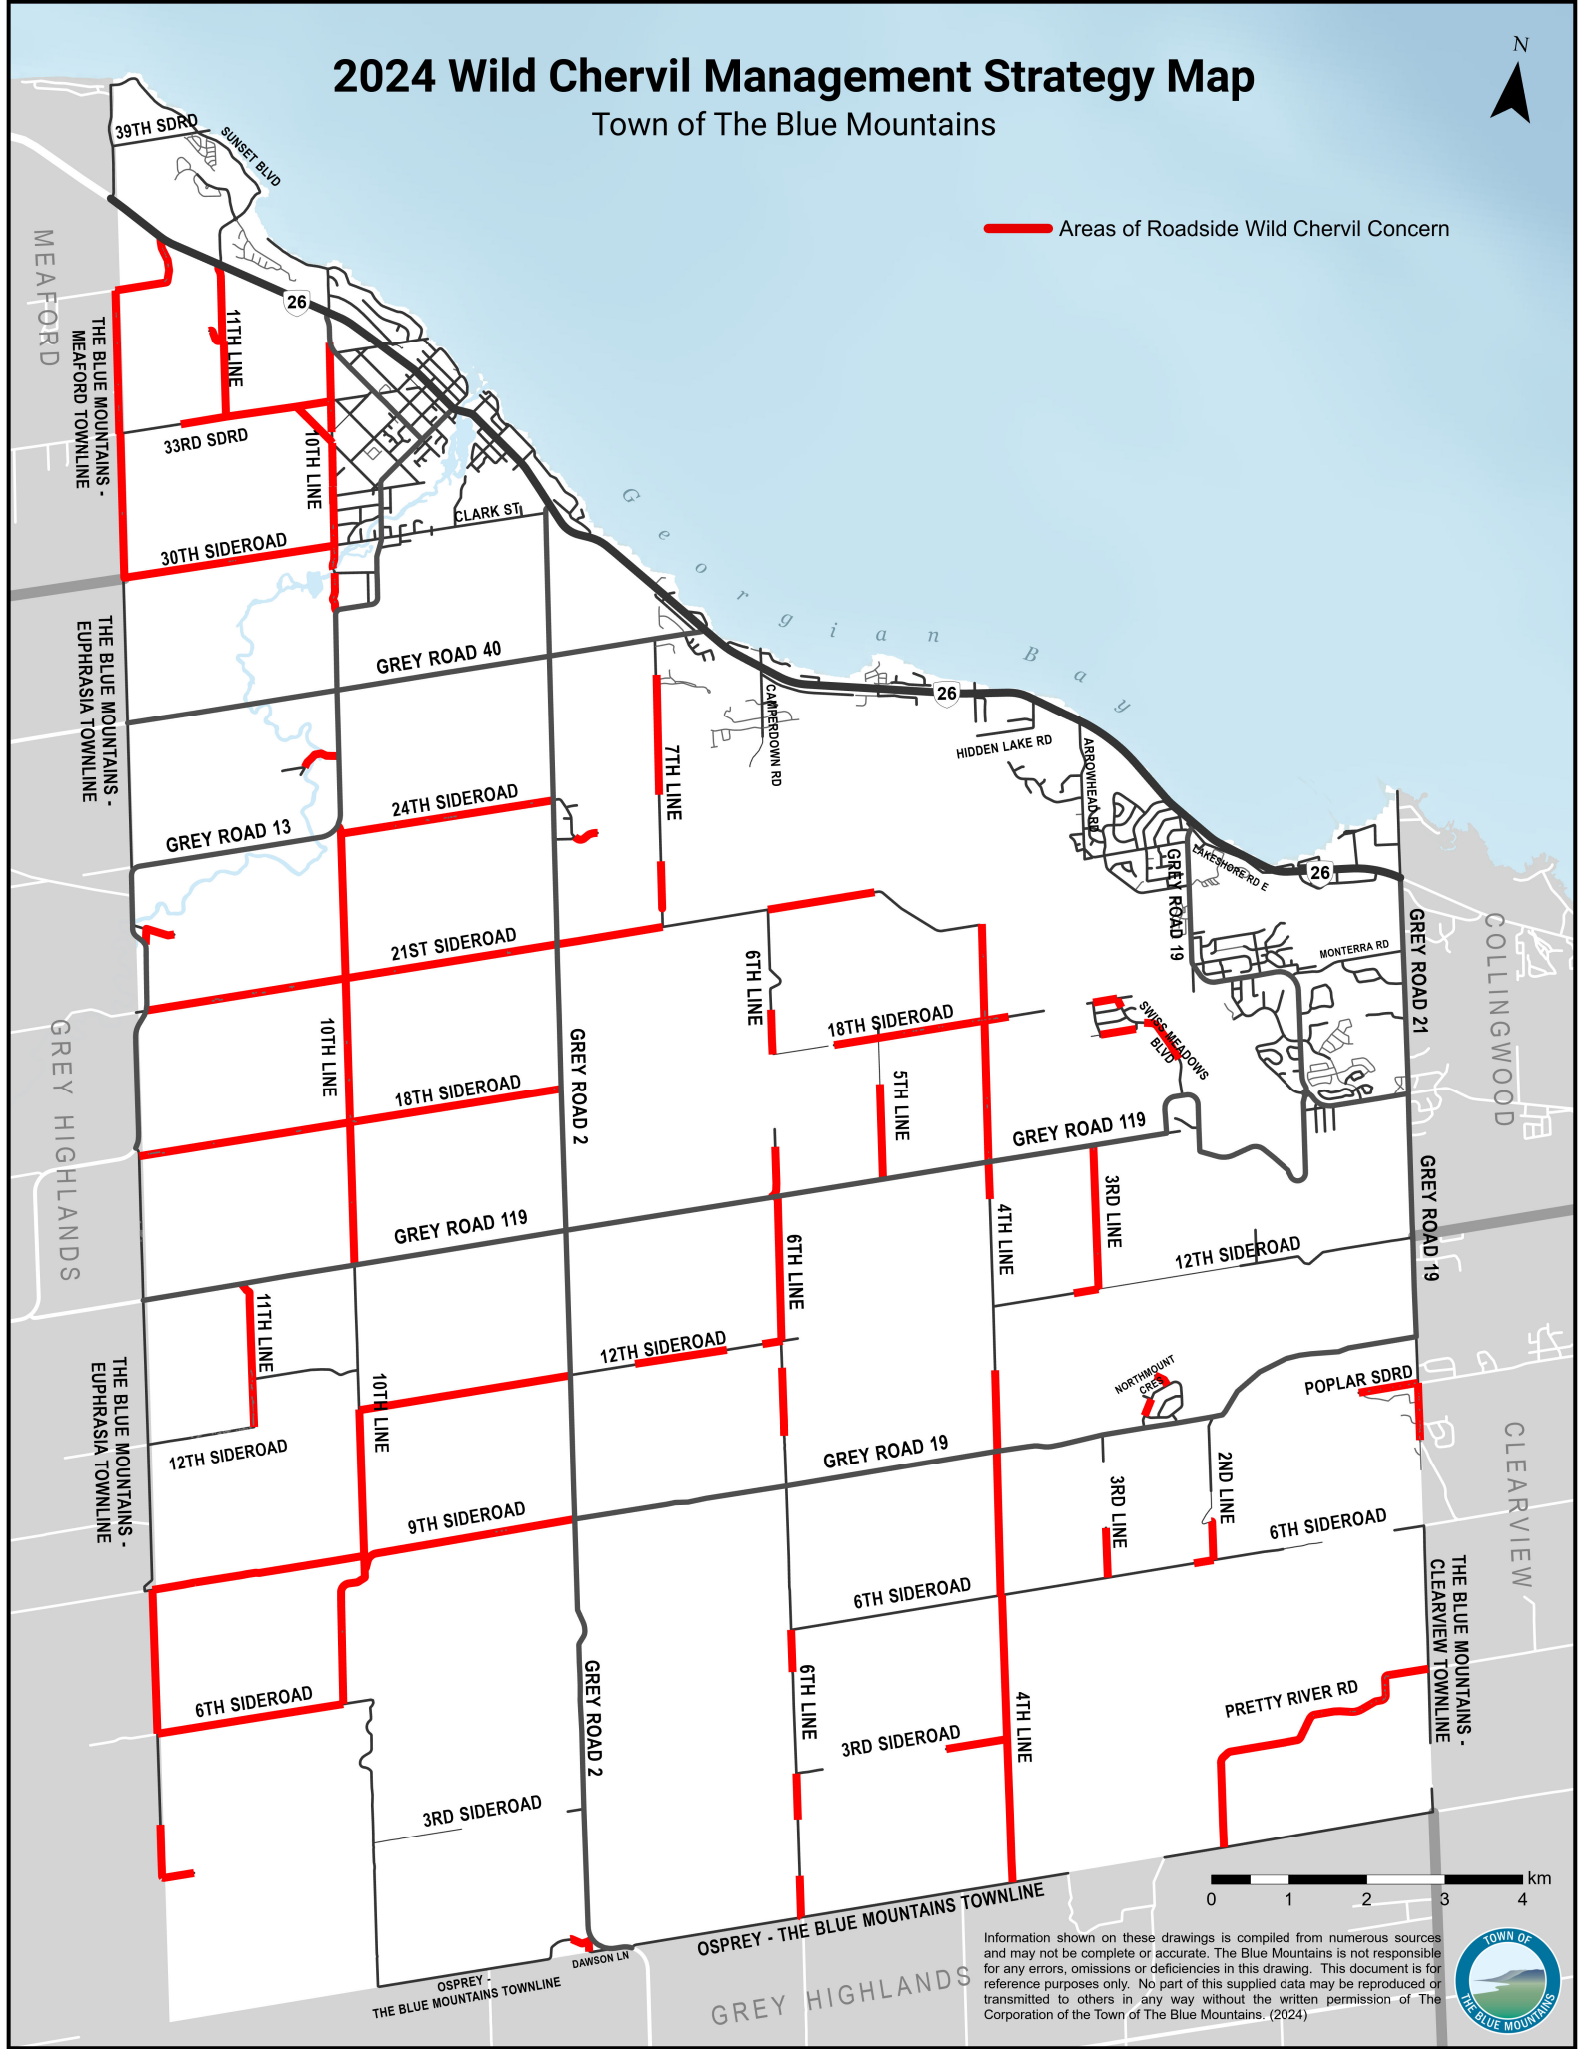 2024 Wild Chervil Management Strategy Map
Town of The Blue Mountains
N
Areas of Roadside Wild Chervil Concern
39TH SDRD
SUNSET BLVD
MEAFORD
THE BLUE MOUNTAINS -
MEAFORD TOWNLINE
26
11TH LINE
33RD SDRD
10TH LINE
30TH SIDEROAD
CLARK ST
Georgian Bay
THE BLUE MOUNTAINS -
EUPHRASIA TOWNLINE
GREY ROAD 40
CAMPERDOWN RD
26
HIDDEN LAKE RD
ARROWHEAD RD
7TH LINE
24TH SIDEROAD
GREY ROAD 13
GREY ROAD 19
LAKESHORE RD E
26
21ST SIDEROAD
6TH LINE
MONTERRA RD
GREY ROAD 21
COLLINGWOOD
GREY HIGHLANDS
10TH LINE
GREY ROAD 2
18TH SIDEROAD
SWISS MEADOWS
BLVD
18TH SIDEROAD
5TH LINE
GREY ROAD 119
GREY ROAD 119
6TH LINE
4TH LINE
3RD LINE
12TH SIDEROAD
GREY ROAD 19
11TH LINE
12TH SIDEROAD
THE BLUE MOUNTAINS -
EUPHRASIA TOWNLINE
10TH LINE
12TH SIDEROAD
NORTHMOUNT
CRES
POPLAR SDRD
GREY ROAD 19
CLEARVIEW
9TH SIDEROAD
3RD LINE
2ND LINE
6TH SIDEROAD
6TH SIDEROAD
THE BLUE MOUNTAINS -
CLEARVIEW TOWNLINE
6TH SIDEROAD
GREY ROAD 2
6TH LINE
3RD SIDEROAD
4TH LINE
PRETTY RIVER RD
3RD SIDEROAD
OSPREY - THE BLUE MOUNTAINS TOWNLINE
DAWSON LN
OSPREY -
THE BLUE MOUNTAINS TOWNLINE
GREY HIGHLANDS
km
0 1 2 3 4
Information shown on these drawings is compiled from numerous sources
and may not be complete or accurate. The Blue Mountains is not responsible
for any errors, omissions or deficiencies in this drawing. This document is for
reference purposes only. No part of this supplied data may be reproduced or
transmitted to others in any way without the written permission of The
Corporation of the Town of The Blue Mountains. (2024)
TOWN OF
THE BLUE MOUNTAINS